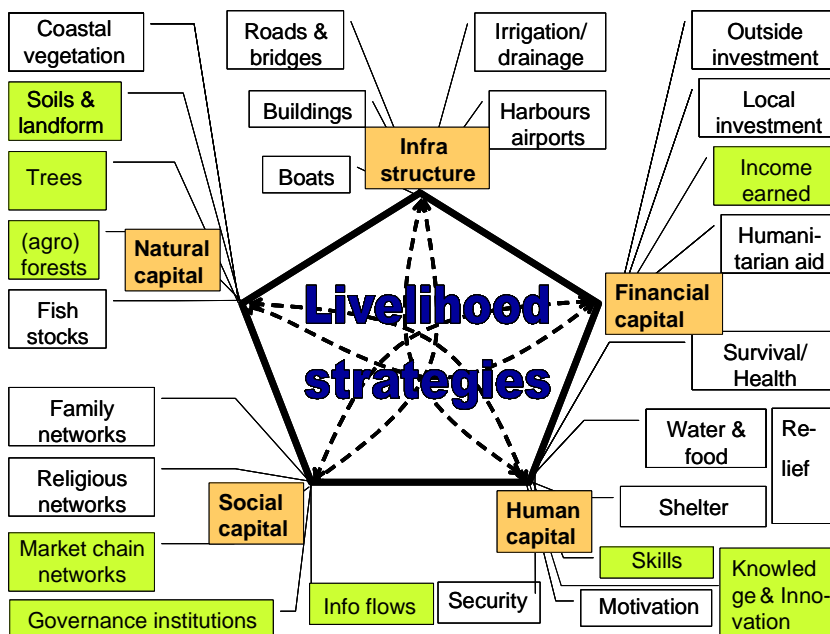 Coastal
vegetation
Soils &
landform
Trees
(agro)
forests
Natural
capital
Fish
stocks
Roads &
bridges
Irrigation/
drainage
Buildings
Harbours
airports
Infra
structure
Boats
Outside
investment
Local
investment
Income
earned
Humani-
tarian aid
Financial
capital
Survival/
Health
Livelihood
strategies
Family
networks
Religious
networks
Social
capital
Market chain
networks
Governance institutions
Info flows
Security
Human
capital
Water &
food
Re-
lief
Shelter
Skills
Motivation
Knowled
ge & Inno-
vation